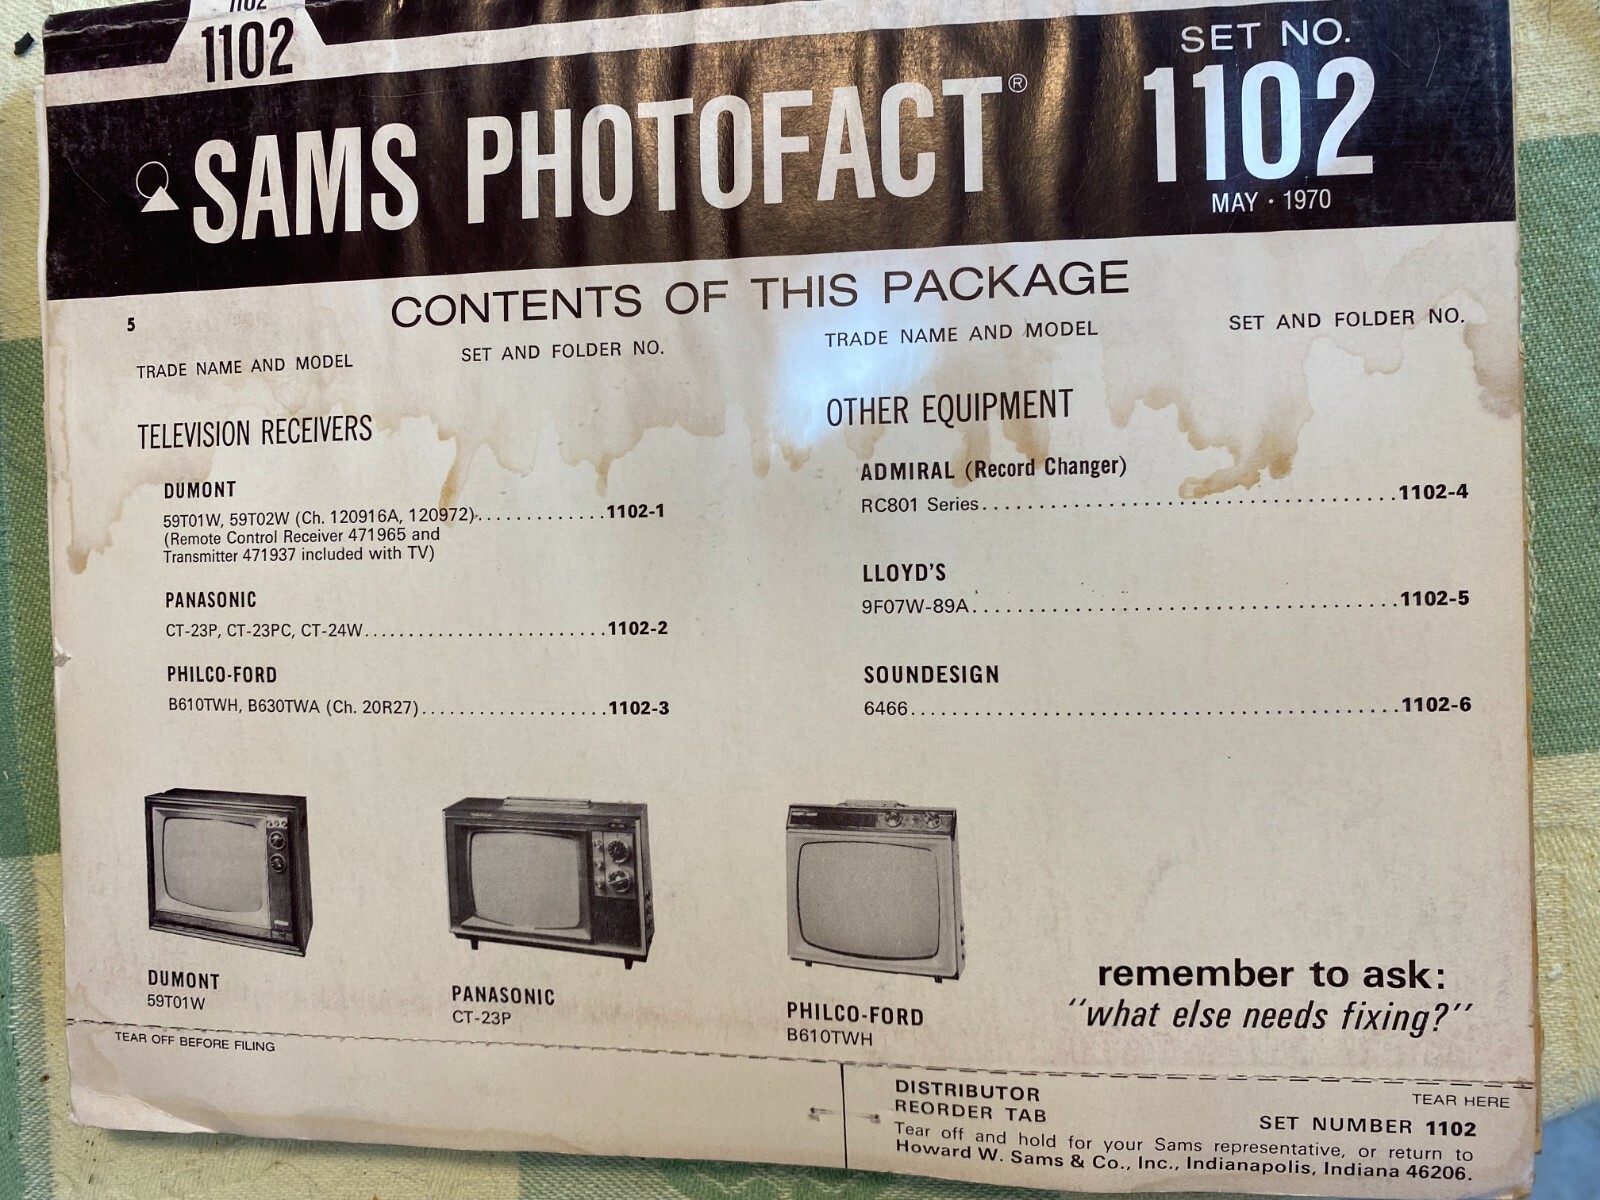 1102
1102
SET NO.
1102
MAY · 1970
SAMS PHOTOFACT®
CONTENTS OF THIS PACKAGE
5
TRADE NAME AND MODEL
SET AND FOLDER NO.
TELEVISION RECEIVERS
DUMONT
59T01W, 59T02W (Ch. 120916A, 120972).............1102-1
(Remote Control Receiver 471965 and
Transmitter 471937 included with TV)
PANASONIC
CT-23P, CT-23PC, CT-24W.........................1102-2
PHILCO-FORD
B610TWH, B630TWA (Ch. 20R27)...................1102-3
TRADE NAME AND MODEL
SET AND FOLDER NO.
OTHER EQUIPMENT
ADMIRAL (Record Changer)
RC801 Series..........................................1102-4
LLOYD'S
9F07W-89A...........................................1102-5
SOUNDESIGN
6466.................................................1102-6
DUMONT
59T01W
PANASONIC
CT-23P
PHILCO-FORD
B610TWH
remember to ask:
"what else needs fixing?"
TEAR OFF BEFORE FILING
TEAR HERE
DISTRIBUTOR
REORDER TAB
SET NUMBER 1102
Tear off and hold for your Sams representative, or return to
Howard W. Sams & Co., Inc., Indianapolis, Indiana 46206.